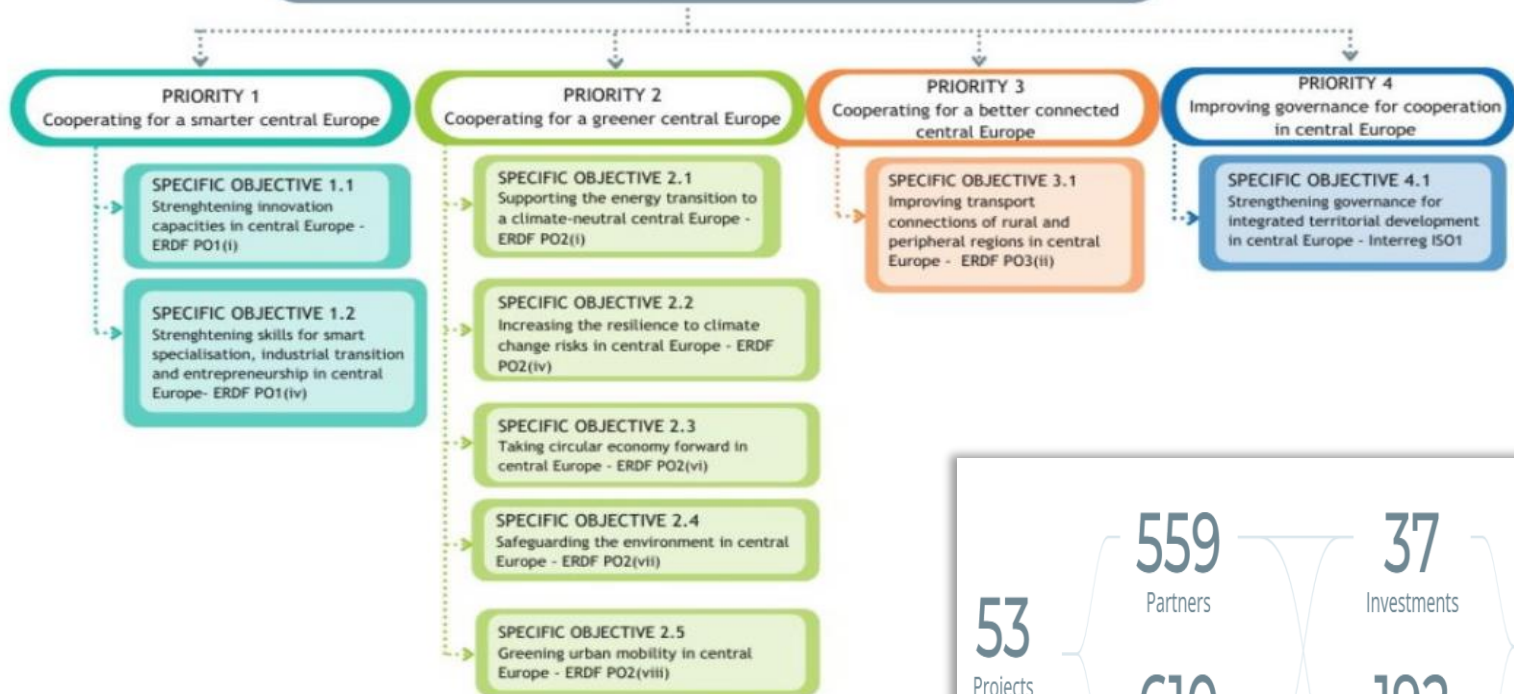 PRIORITY 1
Cooperating for a smarter central Europe
SPECIFIC OBJECTIVE 1.1
Strenghtening innovation
capacities in central Europe -
ERDF PO1(i)
SPECIFIC OBJECTIVE 1.2
Strenghtening skills for smart
specialisation, industrial transition
and entrepreneurship in central
Europe- ERDF PO1(iv)
PRIORITY 2
Cooperating for a greener central Europe
SPECIFIC OBJECTIVE 2.1
Supporting the energy transition to
a climate-neutral central Europe -
ERDF PO2(i)
SPECIFIC OBJECTIVE 2.2
Increasing the resilience to climate
change risks in central Europe - ERDF
PO2(iv)
SPECIFIC OBJECTIVE 2.3
Taking circular economy forward in
central Europe - ERDF PO2(vi)
SPECIFIC OBJECTIVE 2.4
Safeguarding the environment in central
Europe - ERDF PO2(vii)
SPECIFIC OBJECTIVE 2.5
Greening urban mobility in central
Europe - ERDF PO2(viii)
PRIORITY 3
Cooperating for a better connected
central Europe
SPECIFIC OBJECTIVE 3.1
Improving transport
connections of rural and
peripheral regions in central
Europe - ERDF PO3(ii)
PRIORITY 4
Improving governance for cooperation
in central Europe
SPECIFIC OBJECTIVE 4.1
Strengthening governance for
integrated territorial development
in central Europe - Interreg ISO1
53
Projects
559
Partners
37
Investments